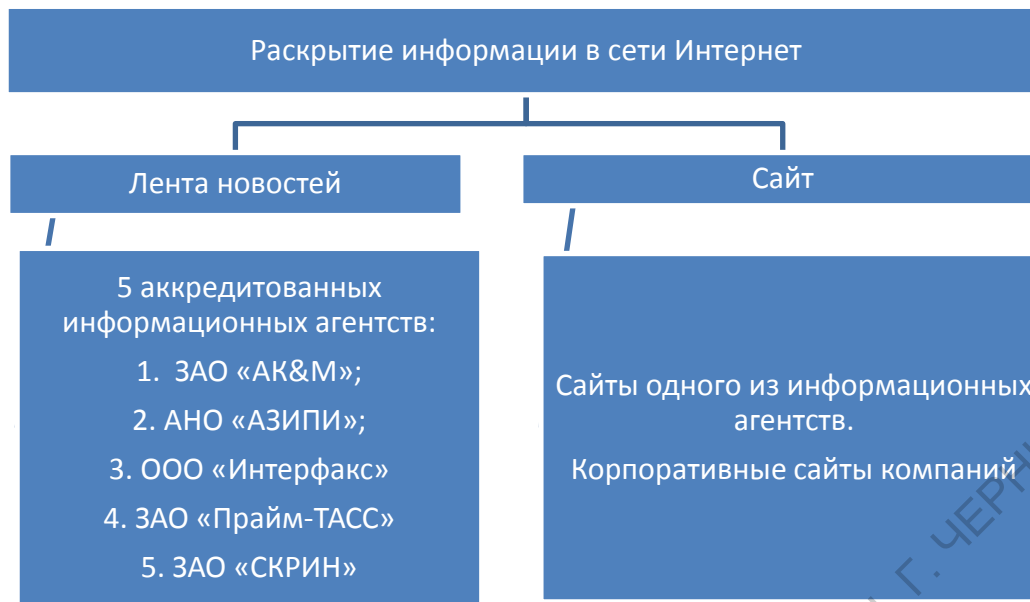 Раскрытие информации в сети Интернет
Лента новостей
Сайт
5 аккредитованных
информационных агентств:
1. ЗАО «АК&М»;
2. АНО «АЗИПИ»;
3. ООО «Интерфакс»
4. ЗАО «Прайм-ТАСС»
5. ЗАО «СКРИН»
Сайты одного из информационных
агентств.
Корпоративные сайты компаний
Г.